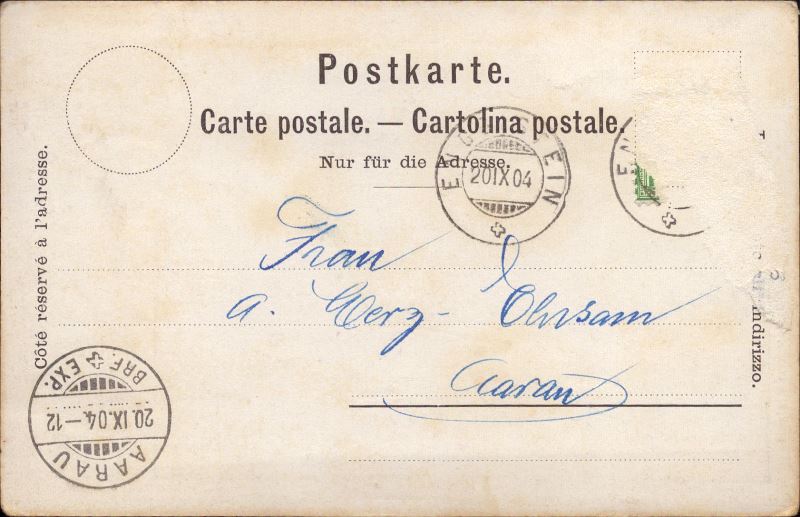 Postkarte.
Carte postale. — Cartolina postale.
Nur für die Adresse.
Côté réservé à l'adresse.
indirizzo.
20 IX 04
Frau
A. Herz-
Aarau
BRF. EXP.
20. IX. 04.–12
AARAU